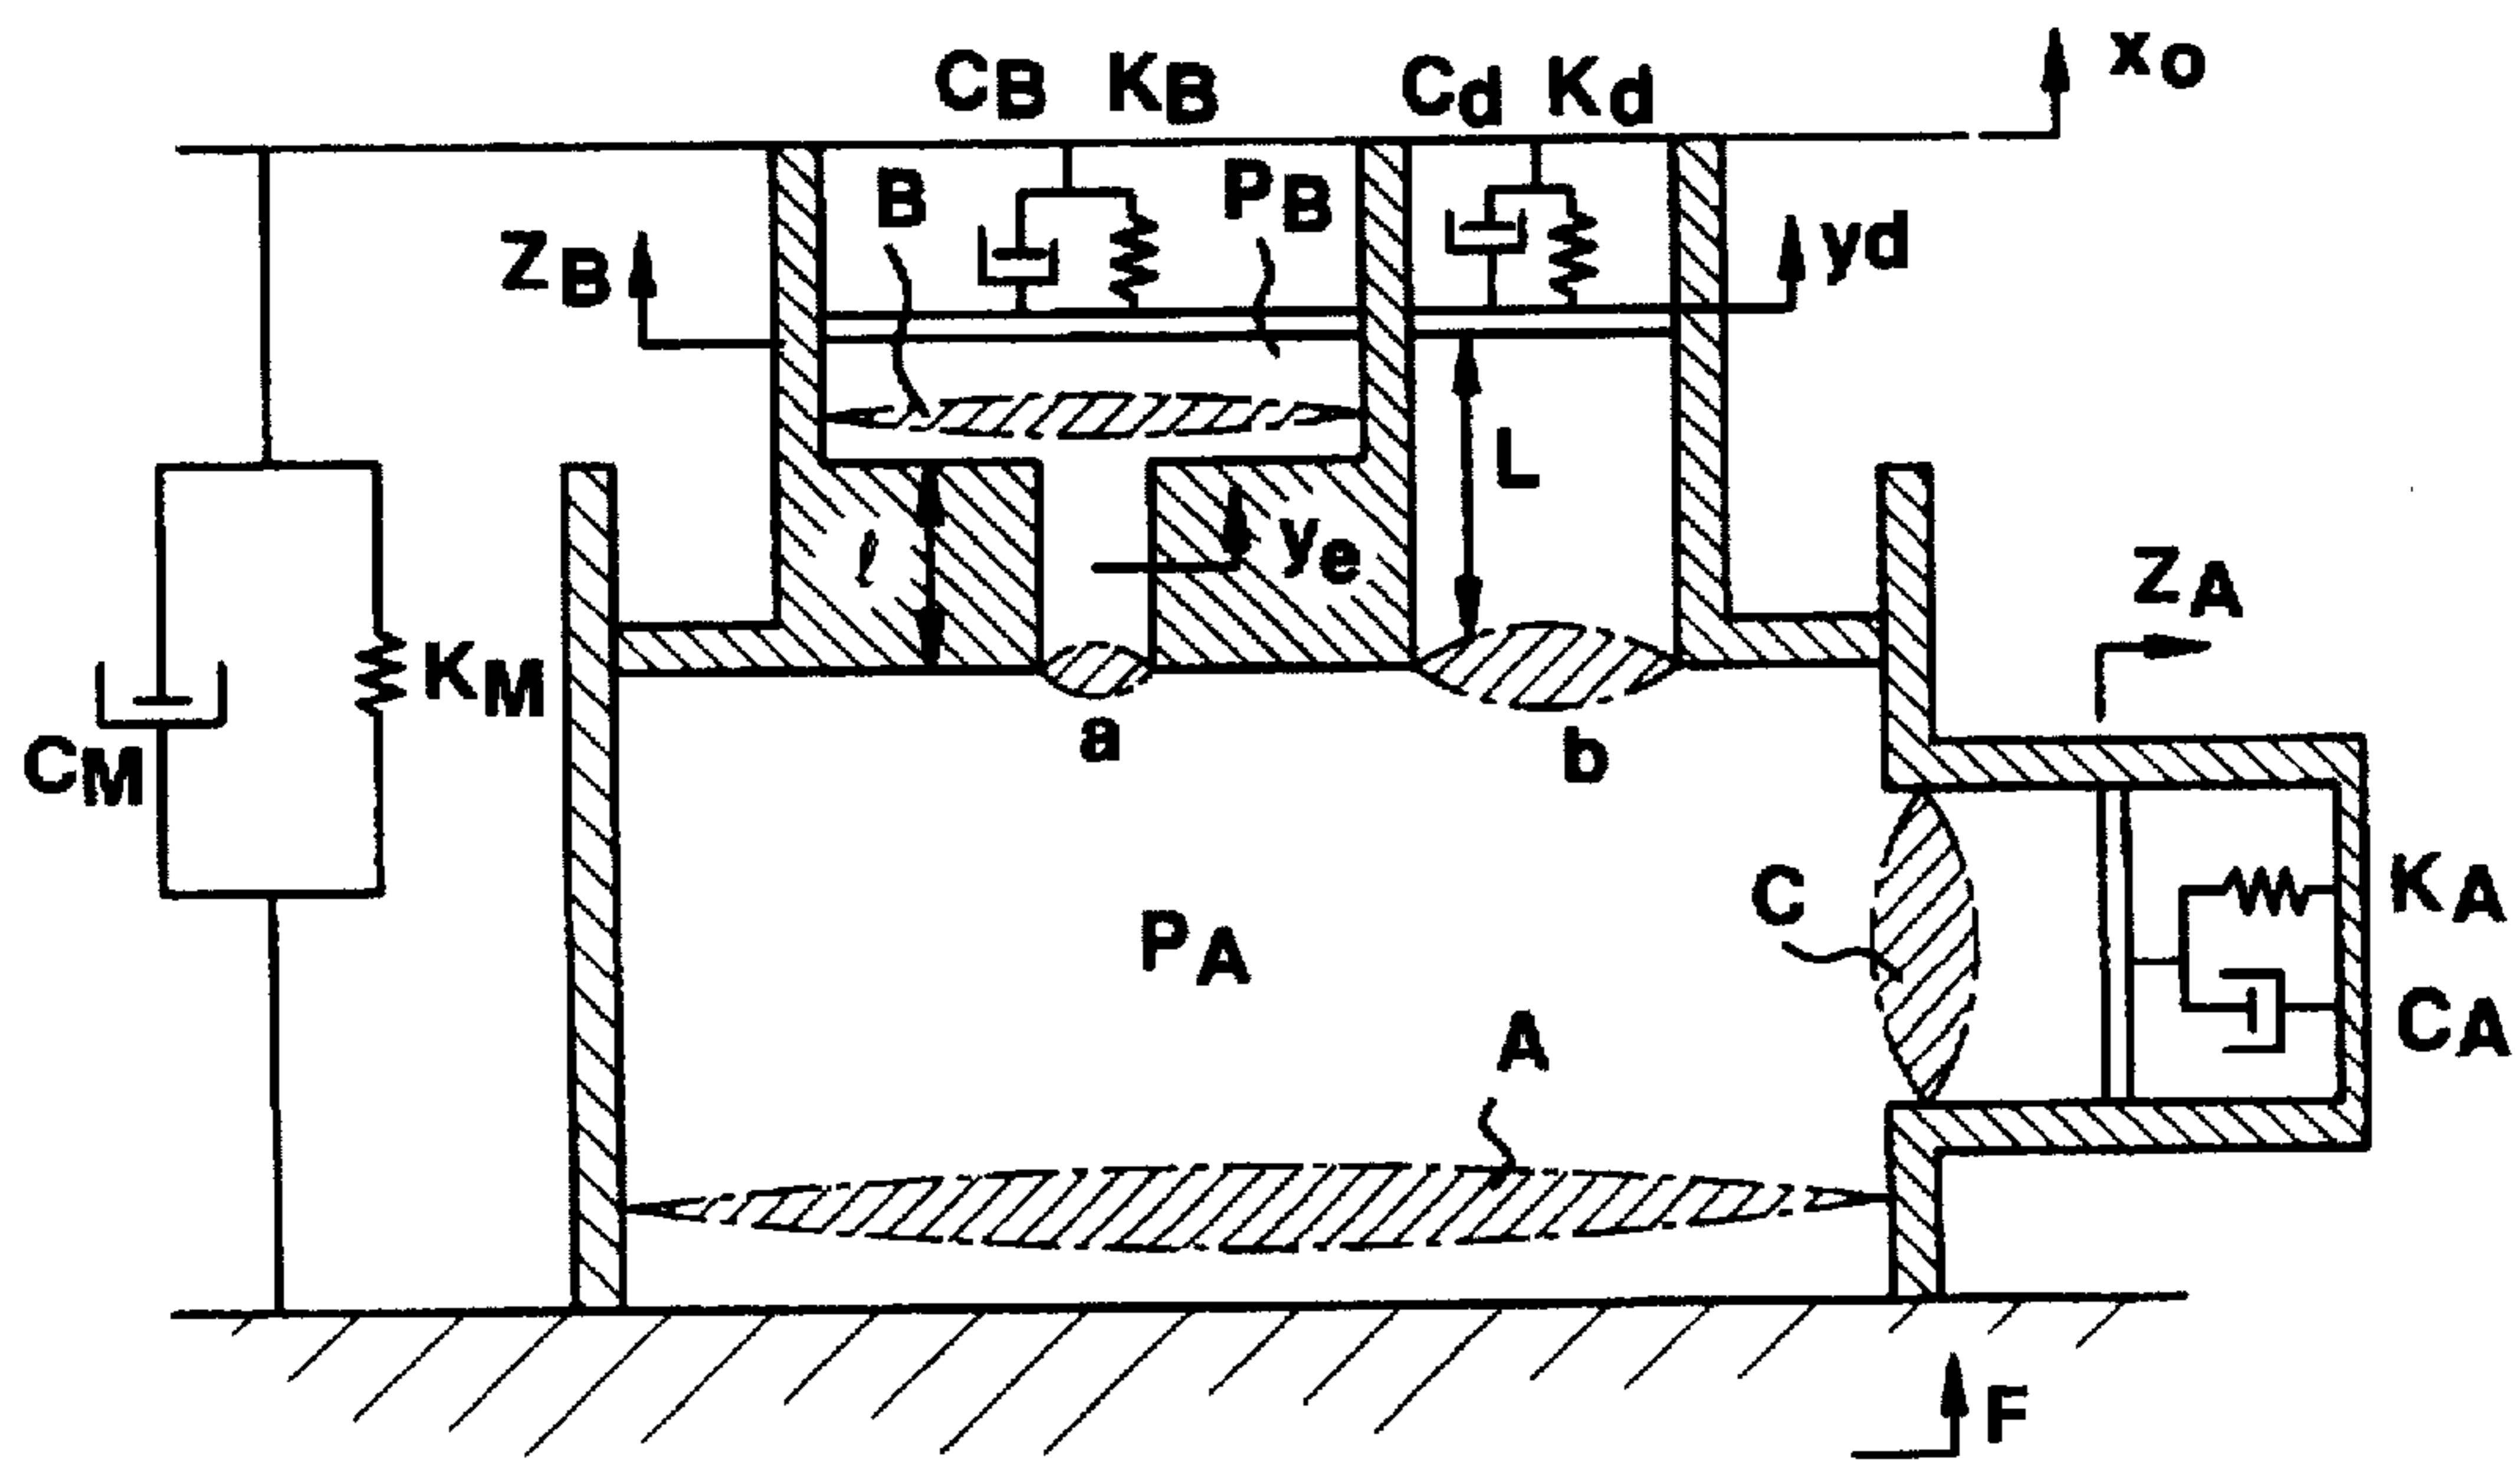 CB KB Cd Kd xo
B PB
ZB yd
L
l ye
ZA
KM
a
CM b
C KA
PA
CA
A
F